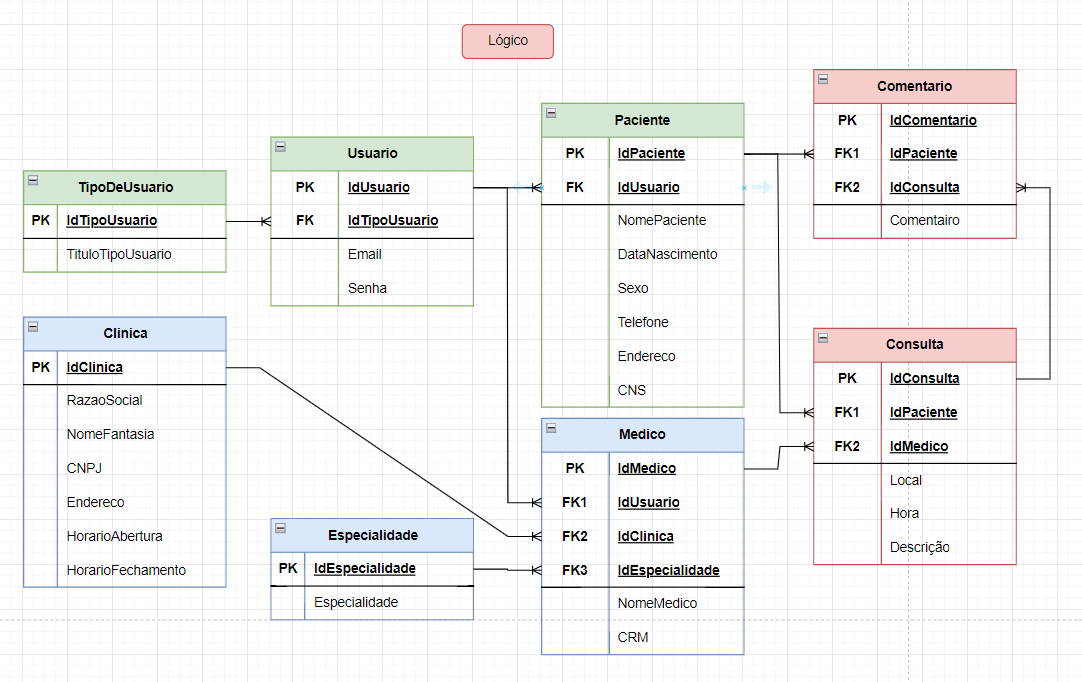 Lógico
TipoDeUsuario
PK IdTipoUsuario
TituloTipoUsuario
Usuario
PK IdUsuario
FK IdTipoUsuario
Email
Senha
Paciente
PK IdPaciente
FK IdUsuario
NomePaciente
DataNascimento
Sexo
Telefone
Endereco
CNS
Comentario
PK IdComentario
FK1 IdPaciente
FK2 IdConsulta
Comentairo
Clinica
PK IdClinica
RazaoSocial
NomeFantasia
CNPJ
Endereco
HorarioAbertura
HorarioFechamento
Especialidade
PK IdEspecialidade
Especialidade
Medico
PK IdMedico
FK1 IdUsuario
FK2 IdClinica
FK3 IdEspecialidade
NomeMedico
CRM
Consulta
PK IdConsulta
FK1 IdPaciente
FK2 IdMedico
Local
Hora
Descrição